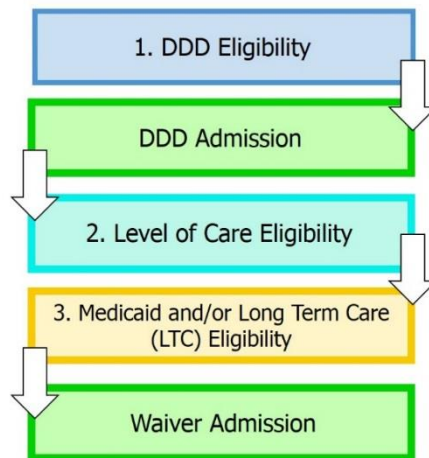 1. DDD Eligibility
DDD Admission
2. Level of Care Eligibility
3. Medicaid and/or Long Term Care
(LTC) Eligibility
Waiver Admission